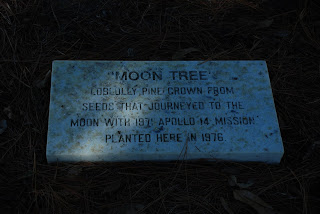 "MOON TREE"
LOBLOLLY PINE GROWN FROM
SEEDS THAT JOURNEYED TO THE
MOON WITH 1971 APOLLO 14 MISSION
PLANTED HERE IN 1976